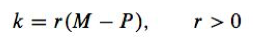 k = r(M − P), r > 0